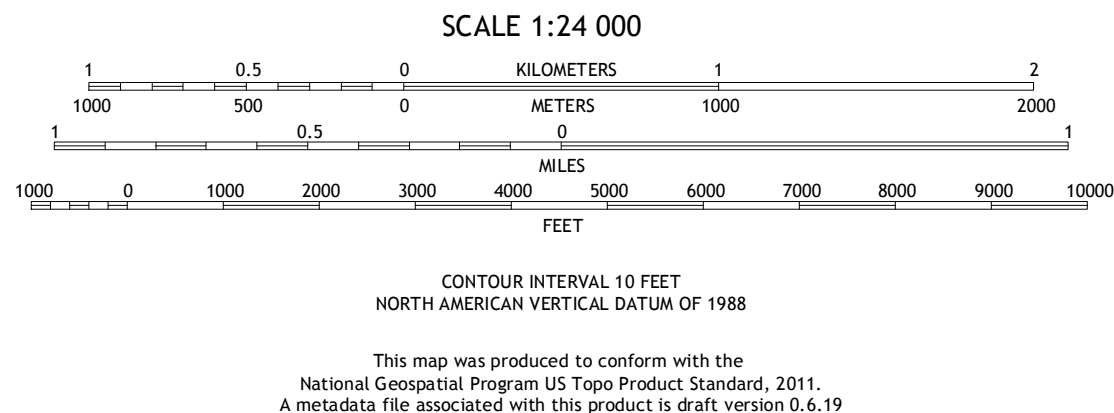 SCALE 1:24 000
1 0.5 0 KILOMETERS 1 2
1000 500 0 METERS 1000 2000
1 0.5 0 1
MILES
1000 0 1000 2000 3000 4000 5000 6000 7000 8000 9000 10000
FEET
CONTOUR INTERVAL 10 FEET
NORTH AMERICAN VERTICAL DATUM OF 1988
This map was produced to conform with the
National Geospatial Program US Topo Product Standard, 2011.
A metadata file associated with this product is draft version 0.6.19